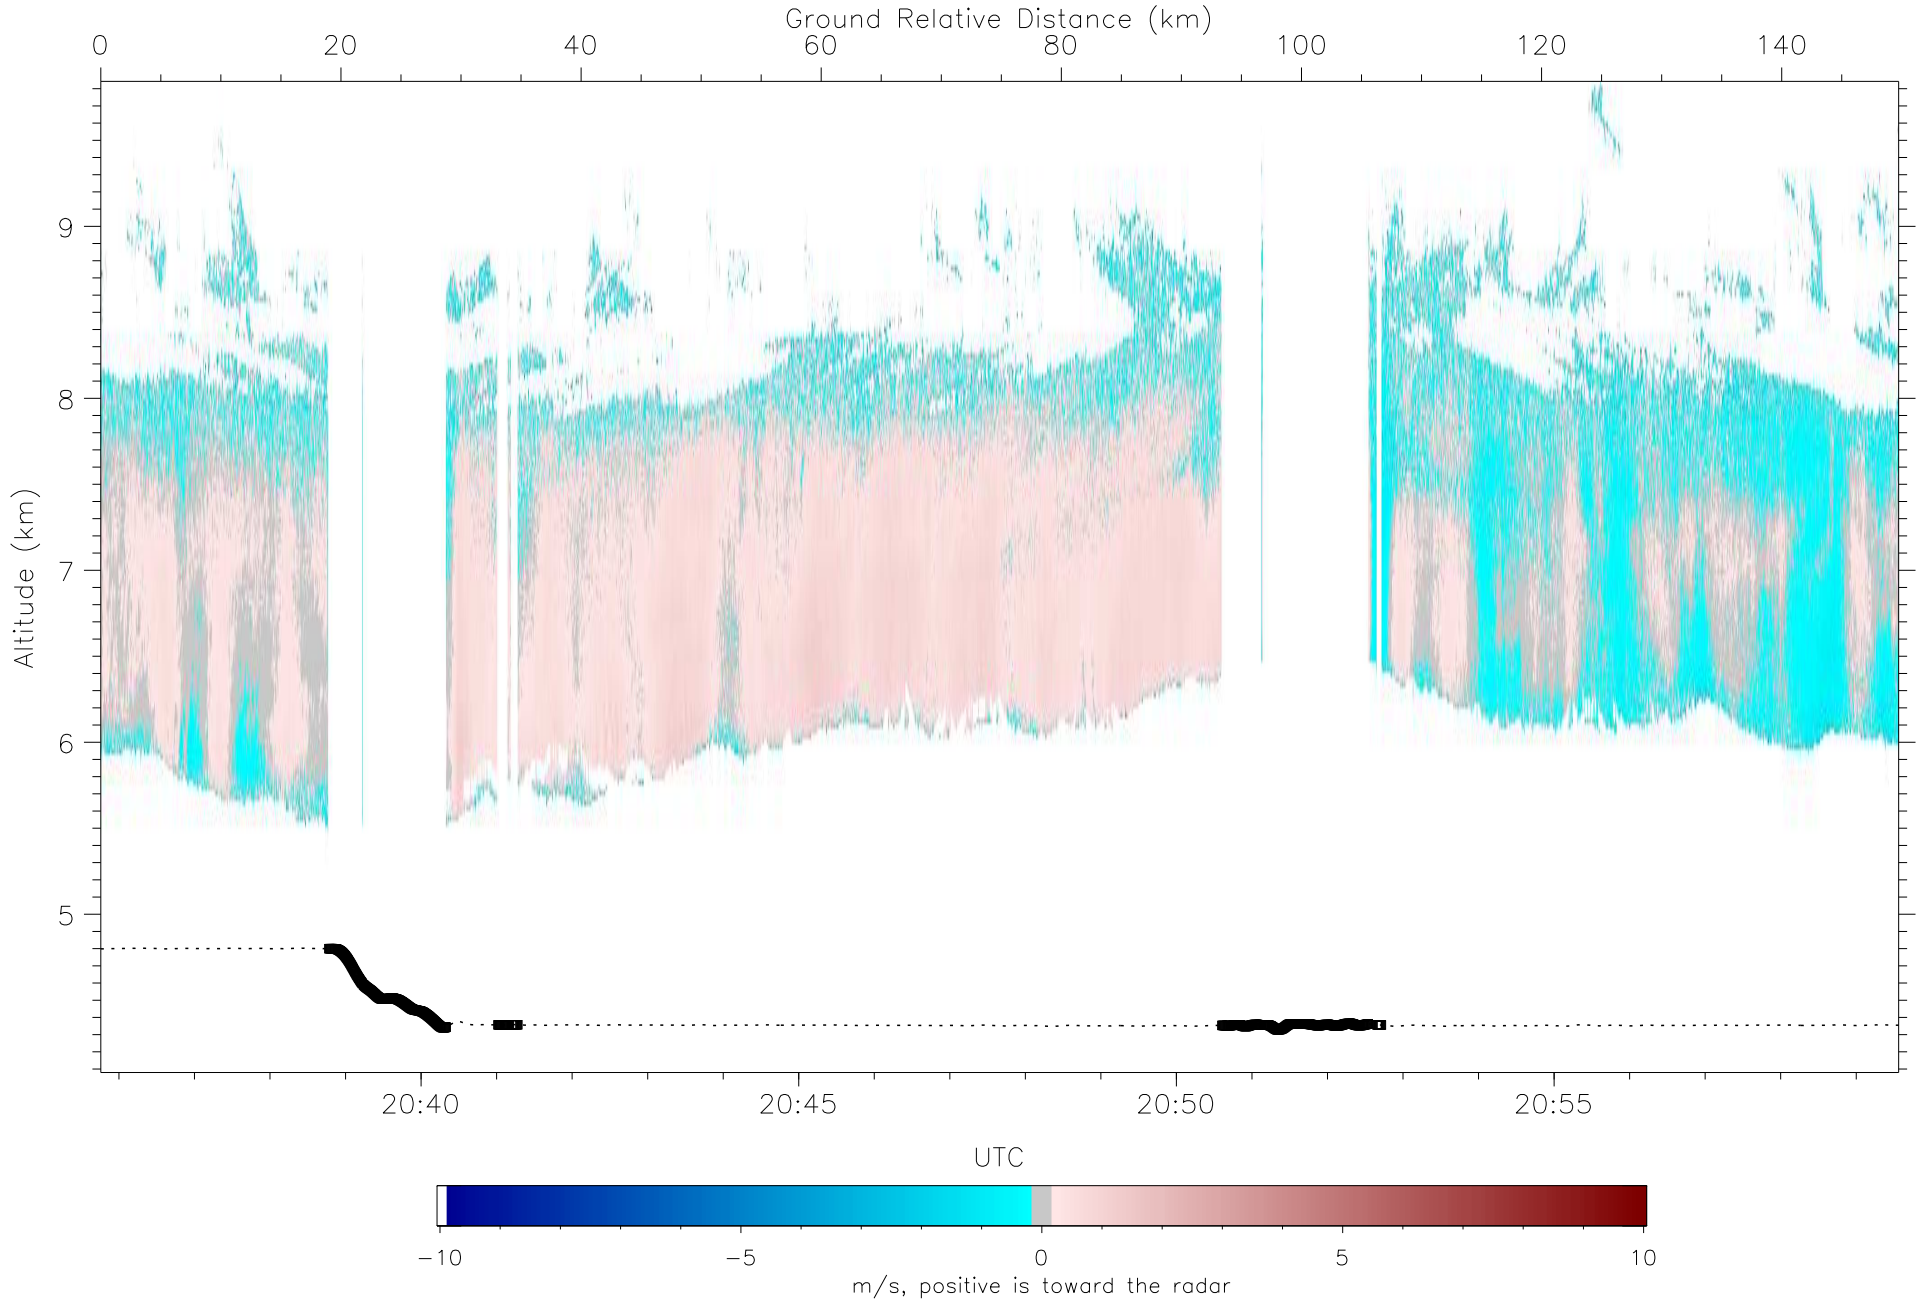 Ground Relative Distance (km)
0 20 40 60 80 100 120 140
Altitude (km)
9
8
7
6
5
20:40 20:45 20:50 20:55
UTC
−10 −5 0 5 10
m/s, positive is toward the radar